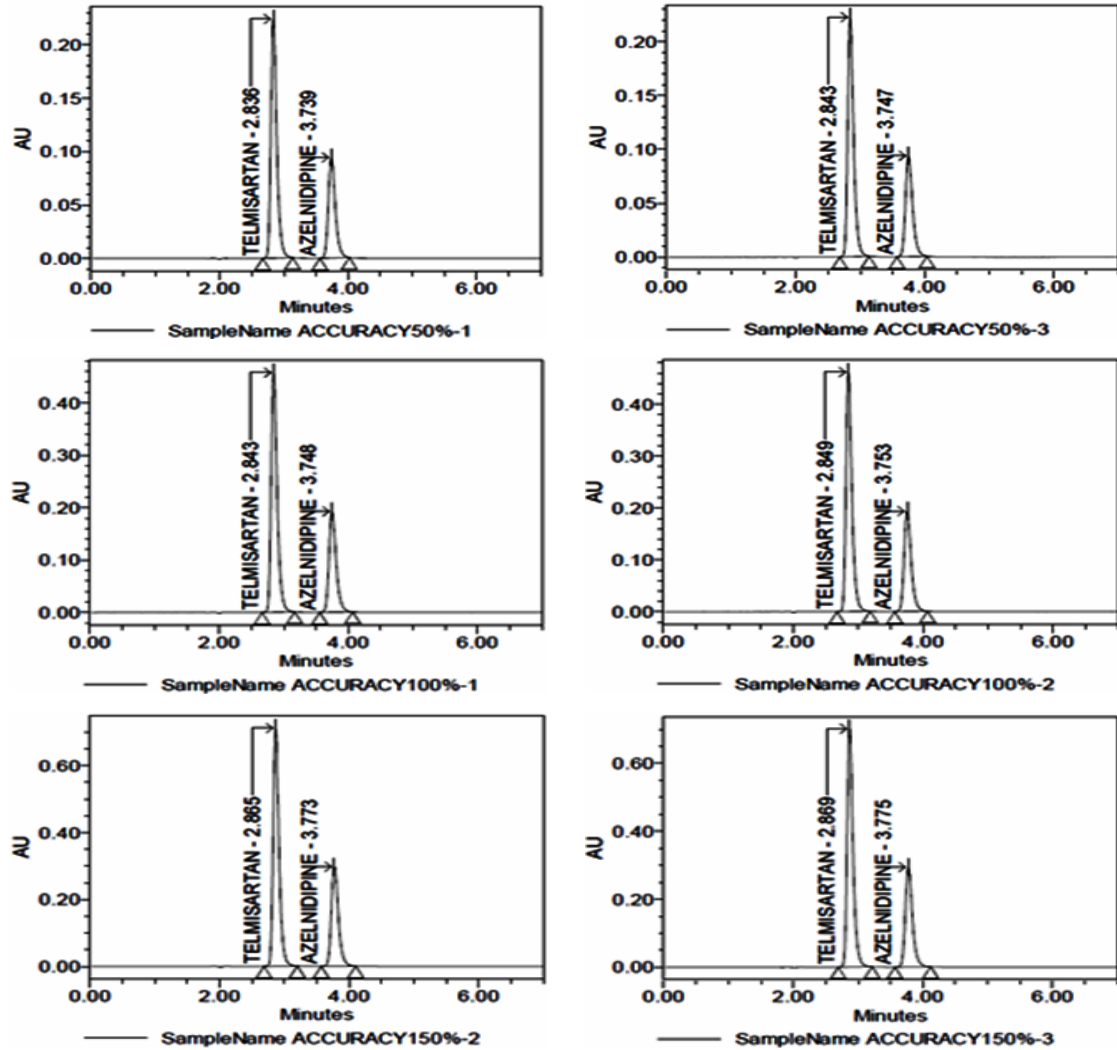 0.20
0.15
0.10
0.05
0.00
AU
TELMISARTAN - 2.836
AZELNIDIPINE - 3.739
0.00 2.00 4.00 6.00
Minutes
SampleName ACCURACY50%-1
0.20
0.15
0.10
0.05
0.00
AU
TELMISARTAN - 2.843
AZELNIDIPINE - 3.747
0.00 2.00 4.00 6.00
Minutes
SampleName ACCURACY50%-3
0.40
0.30
0.20
0.10
0.00
AU
TELMISARTAN - 2.843
AZELNIDIPINE - 3.748
0.00 2.00 4.00 6.00
Minutes
SampleName ACCURACY100%-1
0.40
0.30
0.20
0.10
0.00
AU
TELMISARTAN - 2.849
AZELNIDIPINE - 3.753
0.00 2.00 4.00 6.00
Minutes
SampleName ACCURACY100%-2
0.60
0.40
0.20
0.00
AU
TELMISARTAN - 2.865
AZELNIDIPINE - 3.773
0.00 2.00 4.00 6.00
Minutes
SampleName ACCURACY150%-2
0.60
0.40
0.20
0.00
AU
TELMISARTAN - 2.869
AZELNIDIPINE - 3.775
0.00 2.00 4.00 6.00
Minutes
SampleName ACCURACY150%-3